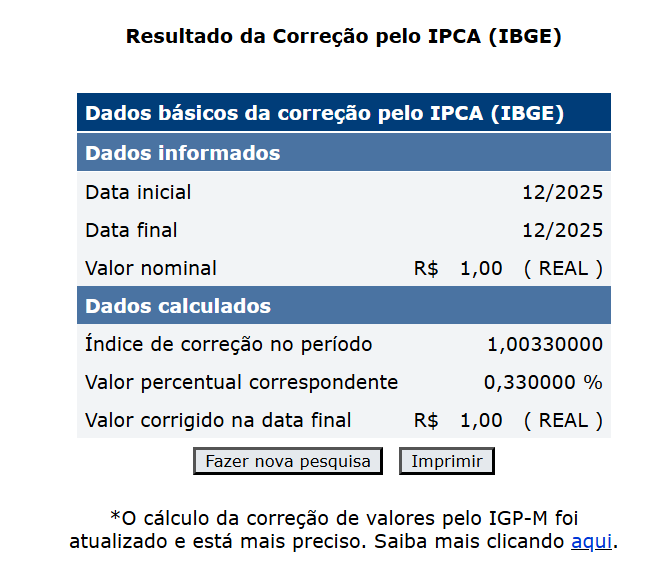 Resultado da Correção pelo IPCA (IBGE)
Dados básicos da correção pelo IPCA (IBGE)
Dados informados
Data inicial 12/2025
Data final 12/2025
Valor nominal R$ 1,00 ( REAL )
Dados calculados
Índice de correção no período 1,00330000
Valor percentual correspondente 0,330000 %
Valor corrigido na data final R$ 1,00 ( REAL )
Fazer nova pesquisa Imprimir
*O cálculo da correção de valores pelo IGP-M foi
atualizado e está mais preciso. Saiba mais clicando aqui.